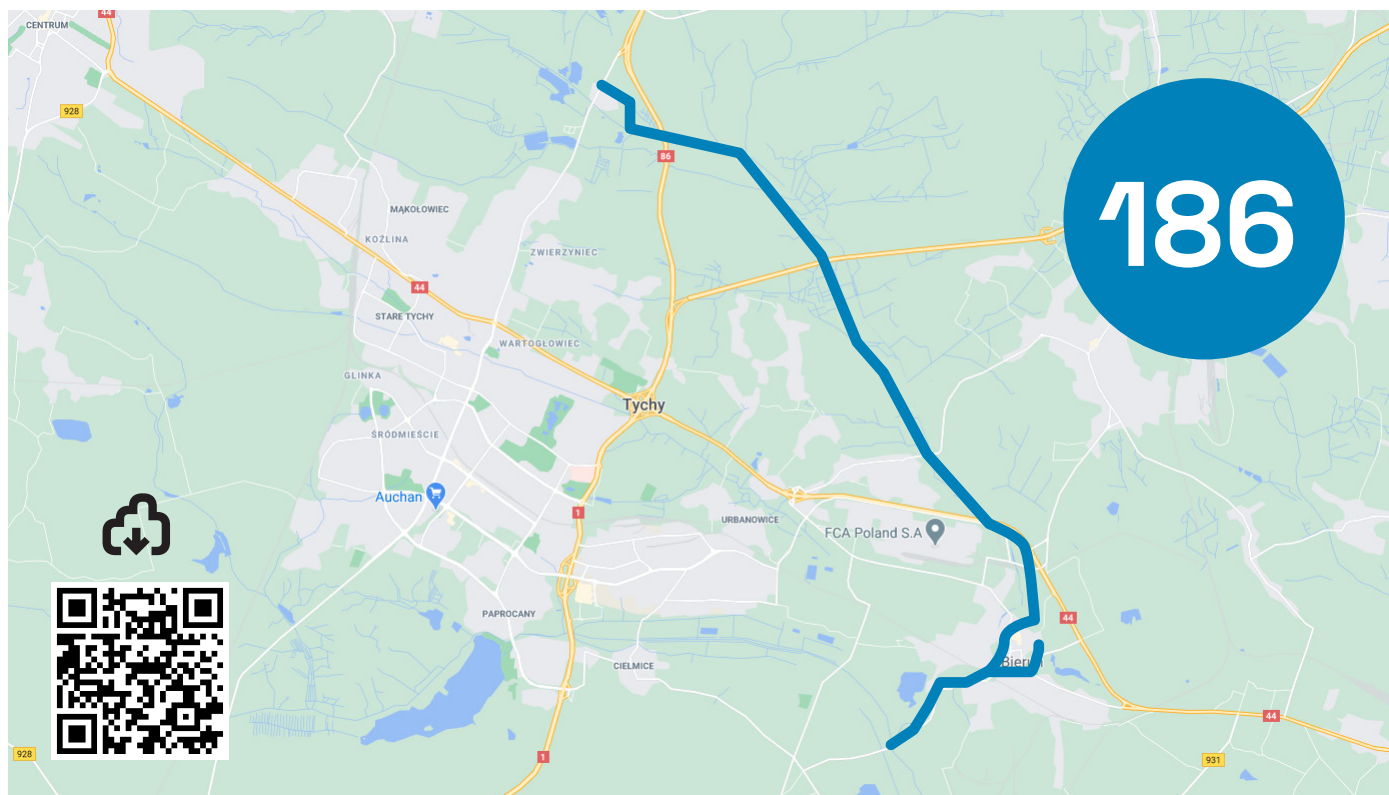 44
CENTRUM
928
86
186
MĄKOŁOWIEC
KOŹLINA
ZWIERZYNIEC
44
STARE TYCHY
WARTOGŁOWIEC
GLINKA
Tychy
ŚRÓDMIEŚCIE
Auchan
1
URBANOWICE
FCA Poland S.A
PAPROCANY
44
CIELMICE
Bieruń
44
928
1
931